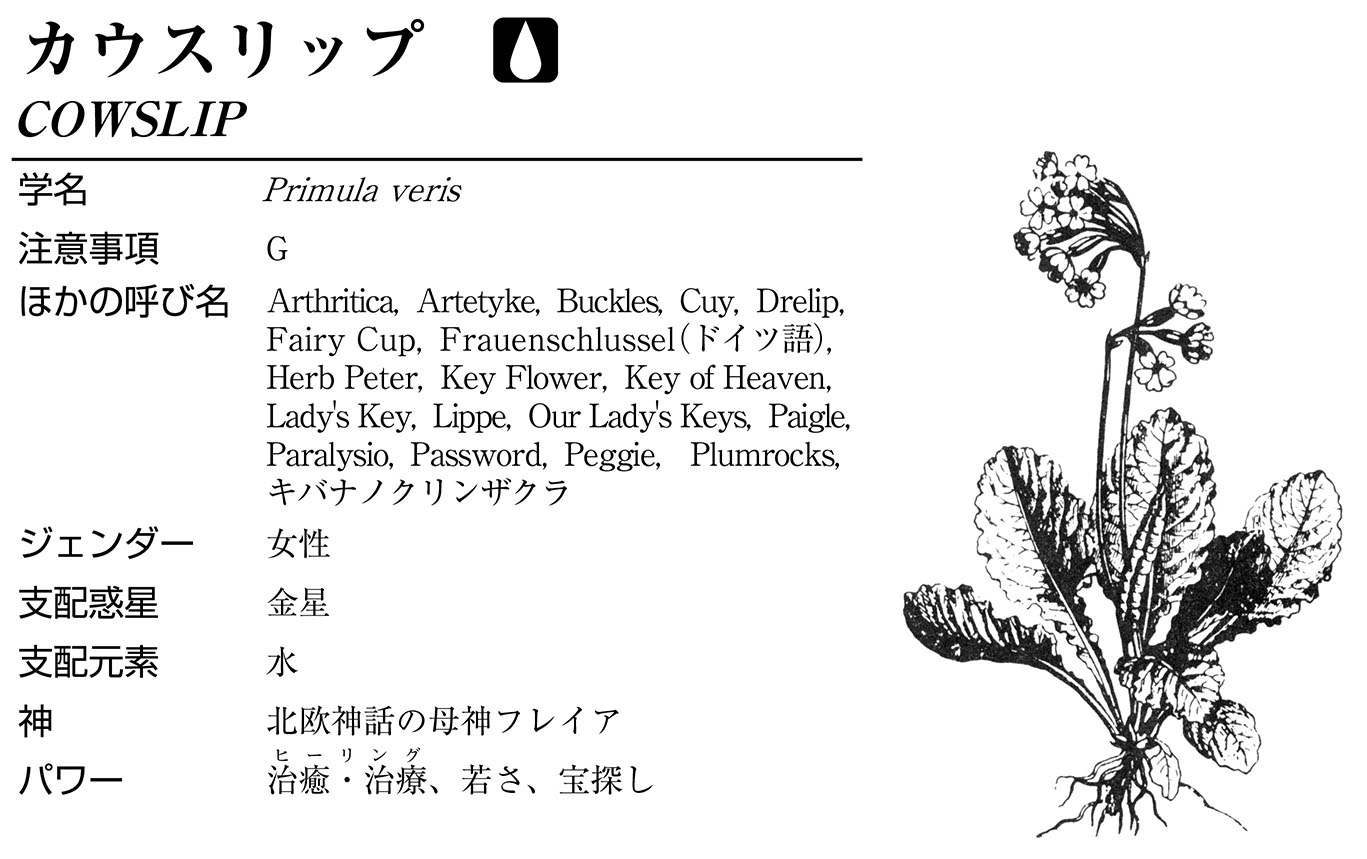 カウスリップ
COWSLIP
学名 Primula veris
注意事項 G
ほかの呼び名 Arthritica, Artetyke, Buckles, Cuy, Drelip,
Fairy Cup, Frauenschlussel(ドイツ語),
Herb Peter, Key Flower, Key of Heaven,
Lady's Key, Lippe, Our Lady's Keys, Paigle,
Paralysio, Password, Peggie, Plumrocks,
キバナノクリンザクラ
ジェンダー 女性
支配惑星 金星
支配元素 水
神 北欧神話の母神フレイア
ヒーリング
パワー 治癒・治療、若さ、宝探し